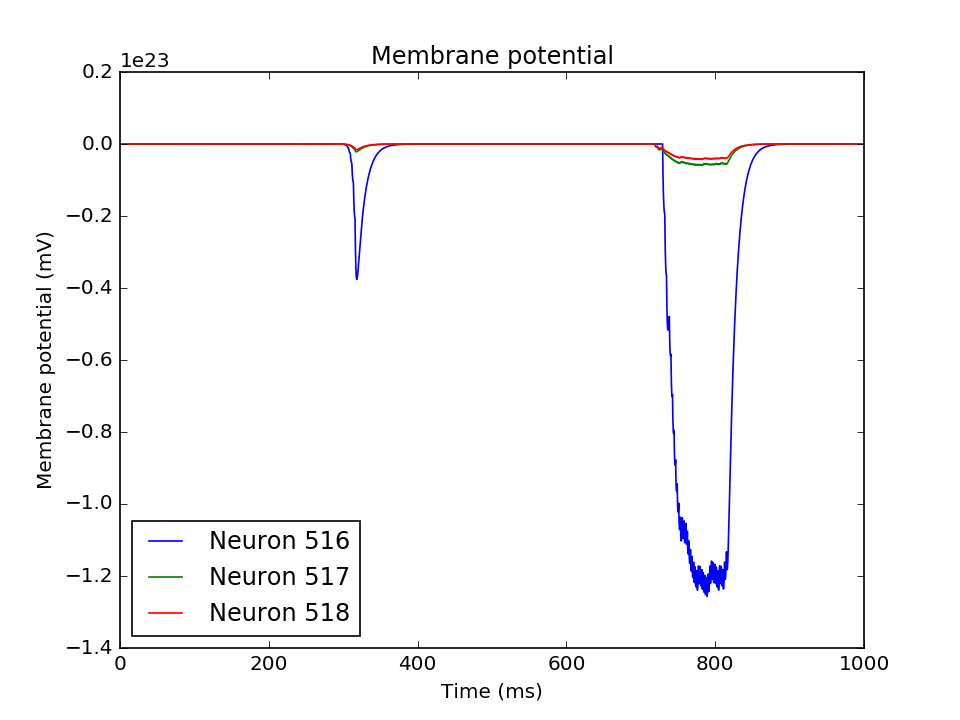 Membrane potential
1e23
0.2
0.0
−0.2
−0.4
−0.6
−0.8
−1.0
−1.2
−1.4
Membrane potential (mV)
Neuron 516
Neuron 517
Neuron 518
0 200 400 600 800 1000
Time (ms)